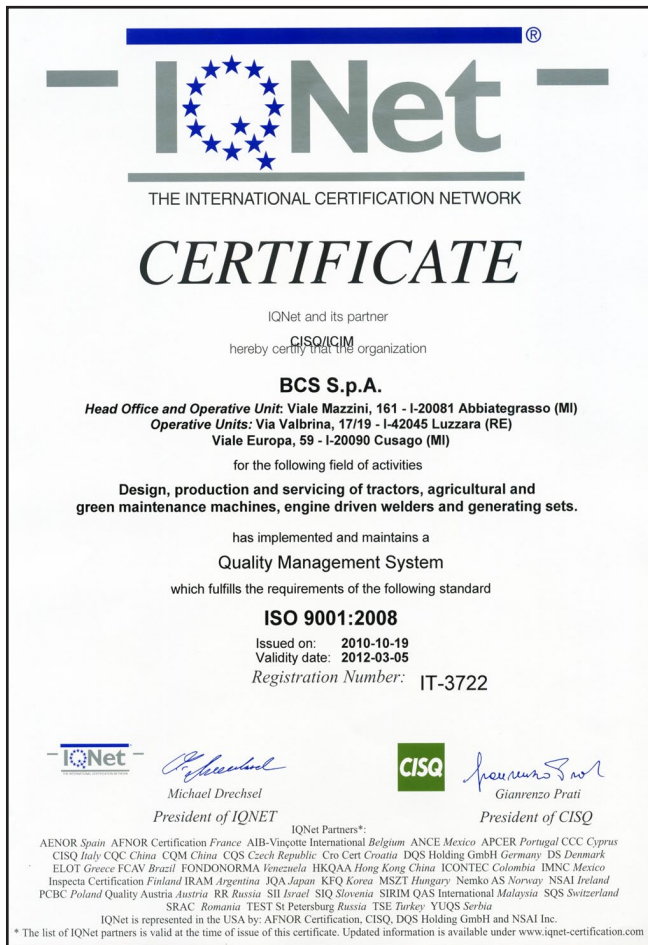 ®
IQNet
THE INTERNATIONAL CERTIFICATION NETWORK
CERTIFICATE
IQNet and its partner
CISQ/ICIM
hereby certify that the organization
BCS S.p.A.
Head Office and Operative Unit: Viale Mazzini, 161 - I-20081 Abbiategrasso (MI)
Operative Units: Via Valbrina, 17/19 - I-42045 Luzzara (RE)
Viale Europa, 59 - I-20090 Cusago (MI)
for the following field of activities
Design, production and servicing of tractors, agricultural and
green maintenance machines, engine driven welders and generating sets.
has implemented and maintains a
Quality Management System
which fulfills the requirements of the following standard
ISO 9001:2008
Issued on: 2010-10-19
Validity date: 2012-03-05
Registration Number: IT-3722
IQNet
CISQ
Michael Drechsel
Gianrenzo Prati
President of IQNET
President of CISQ
IQNet Partners*:
AENOR Spain AFNOR Certification France AIB-Vinçotte International Belgium ANCE Mexico APCER Portugal CCC Cyprus
CISQ Italy CQC China CQM China CQS Czech Republic Cro Cert Croatia DQS Holding GmbH Germany DS Denmark
ELOT Greece FCAV Brazil FONDONORMA Venezuela HKQAA Hong Kong China ICONTEC Colombia IMNC Mexico
Inspecta Certification Finland IRAM Argentina JQA Japan KFQ Korea MSZT Hungary Nemko AS Norway NSAI Ireland
PCBC Poland Quality Austria Austria RR Russia SII Israel SIQ Slovenia SIRIM QAS International Malaysia SQS Switzerland
SRAC Romania TEST St Petersburg Russia TSE Turkey YUQS Serbia
IQNet is represented in the USA by: AFNOR Certification, CISQ, DQS Holding GmbH and NSAI Inc.
* The list of IQNet partners is valid at the time of issue of this certificate. Updated information is available under www.iqnet-certification.com